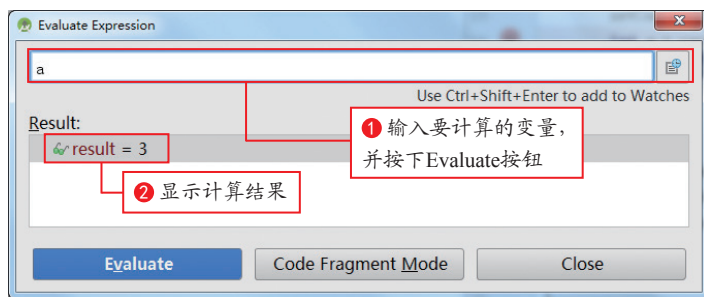 Evaluate Expression
a
Use Ctrl+Shift+Enter to add to Watches
Result:
result = 3
1 输入要计算的变量，
并按下Evaluate按钮
2 显示计算结果
Evaluate
Code Fragment Mode
Close